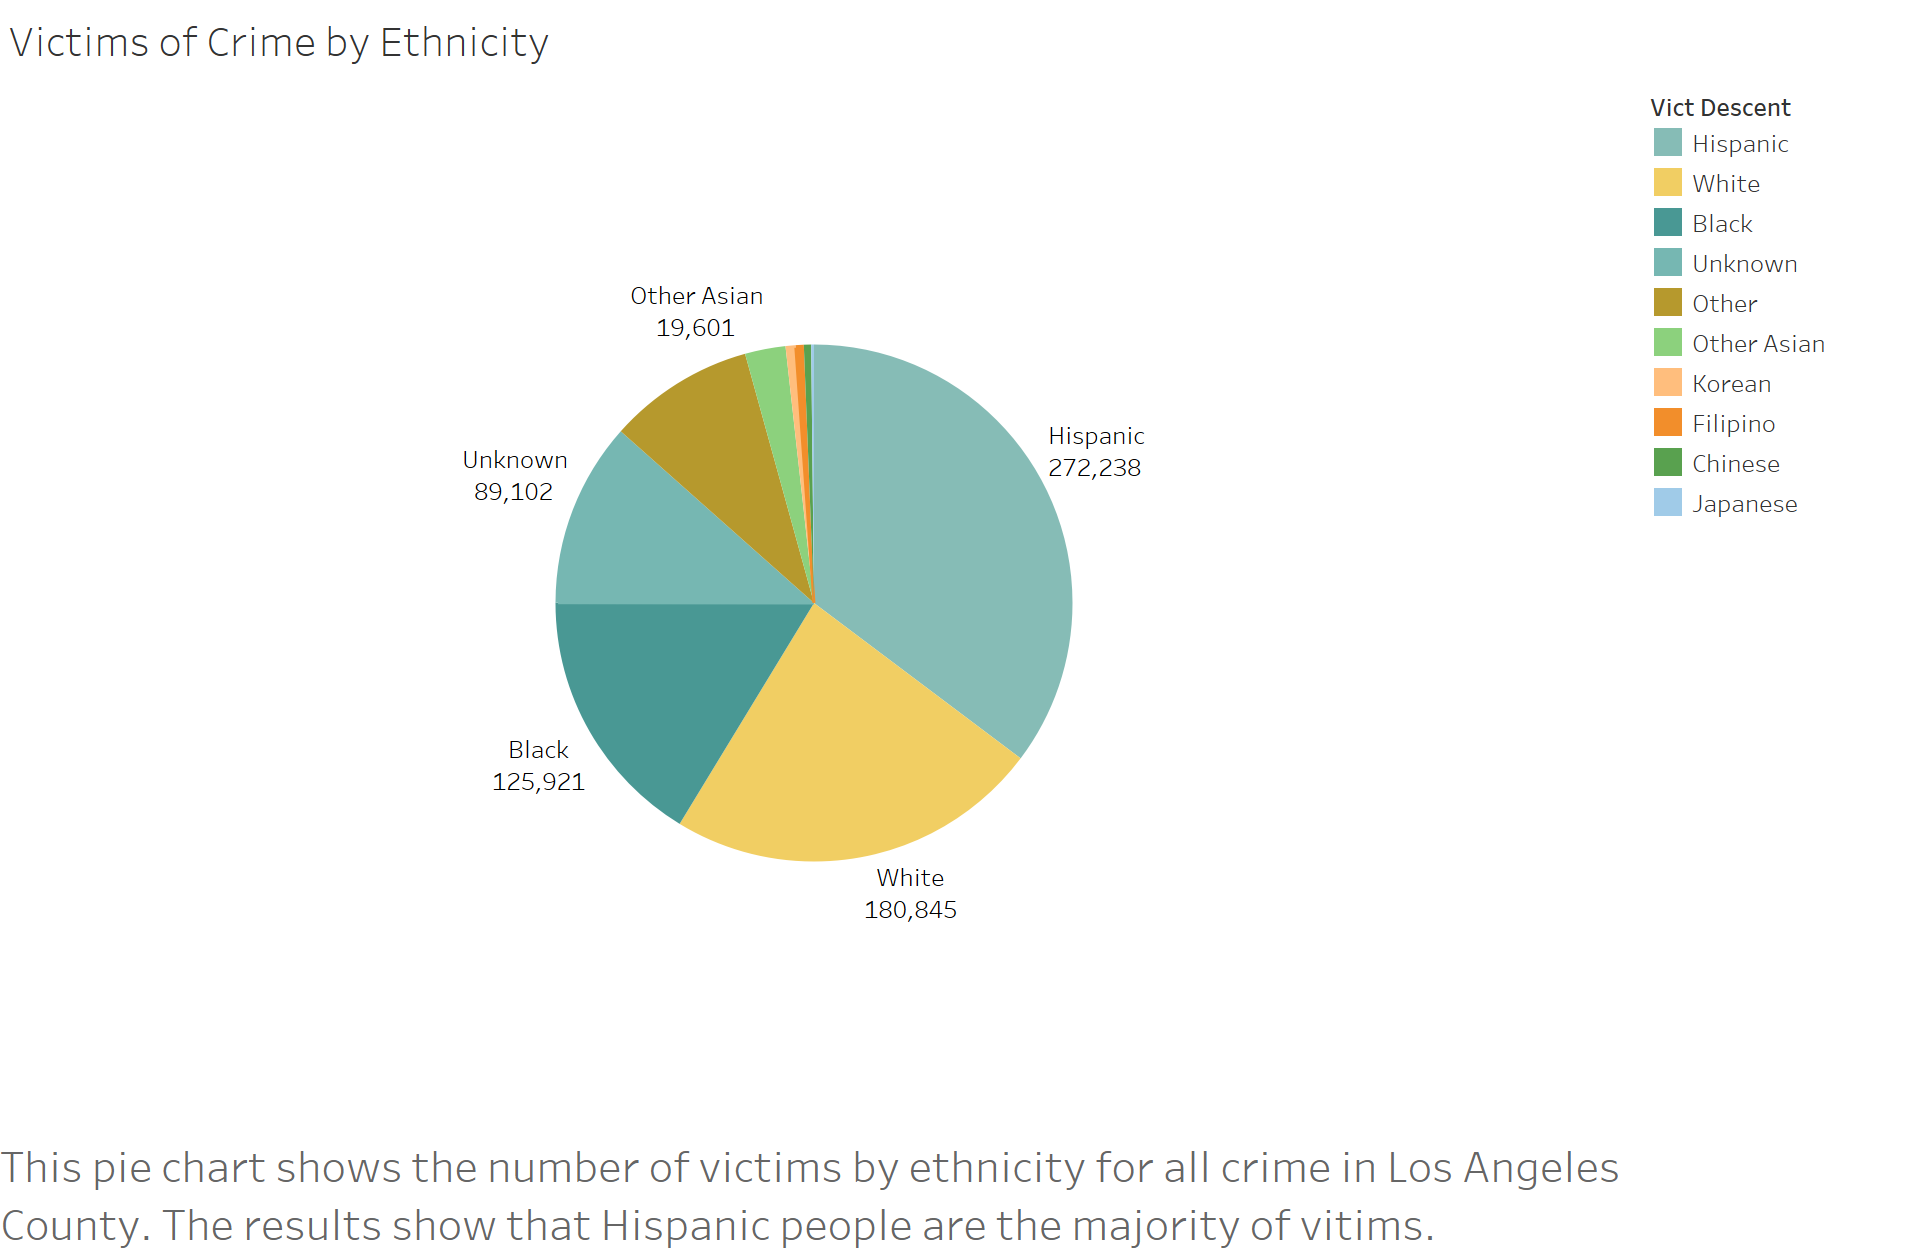 Victims of Crime by Ethnicity
Vict Descent
Hispanic
White
Black
Unknown
Other
Other Asian
Korean
Filipino
Chinese
Japanese
Other Asian
19,601
Hispanic
272,238
Unknown
89,102
Black
125,921
White
180,845
This pie chart shows the number of victims by ethnicity for all crime in Los Angeles
County. The results show that Hispanic people are the majority of vitims.